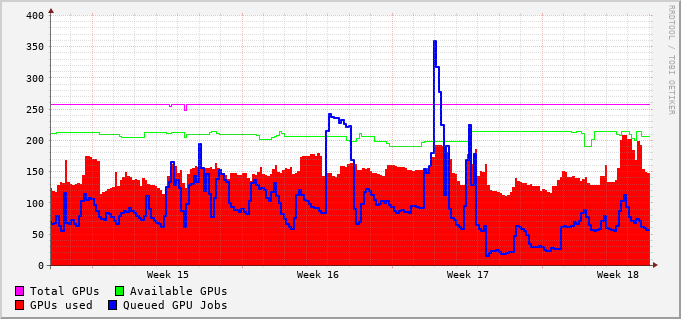 400
350
300
250
200
150
100
50
0
Week 15 Week 16 Week 17 Week 18
Total GPUs Available GPUs
GPUs used Queued GPU Jobs
RRDTOOL / TOBI OETIKER